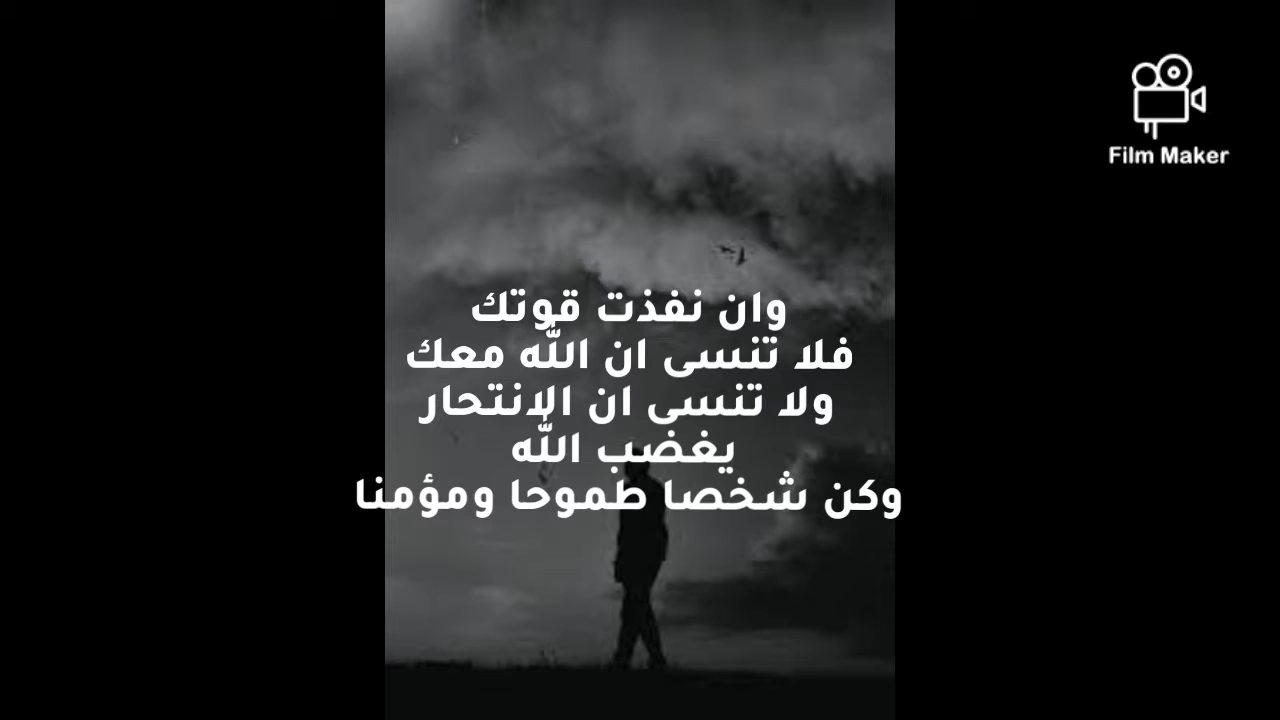 وان نفذت قوتك
فلا تنسى ان الله معك
ولا تنسى ان الانتحار
يغضب الله
وكن شخصا طموحا ومؤمنا
Film Maker